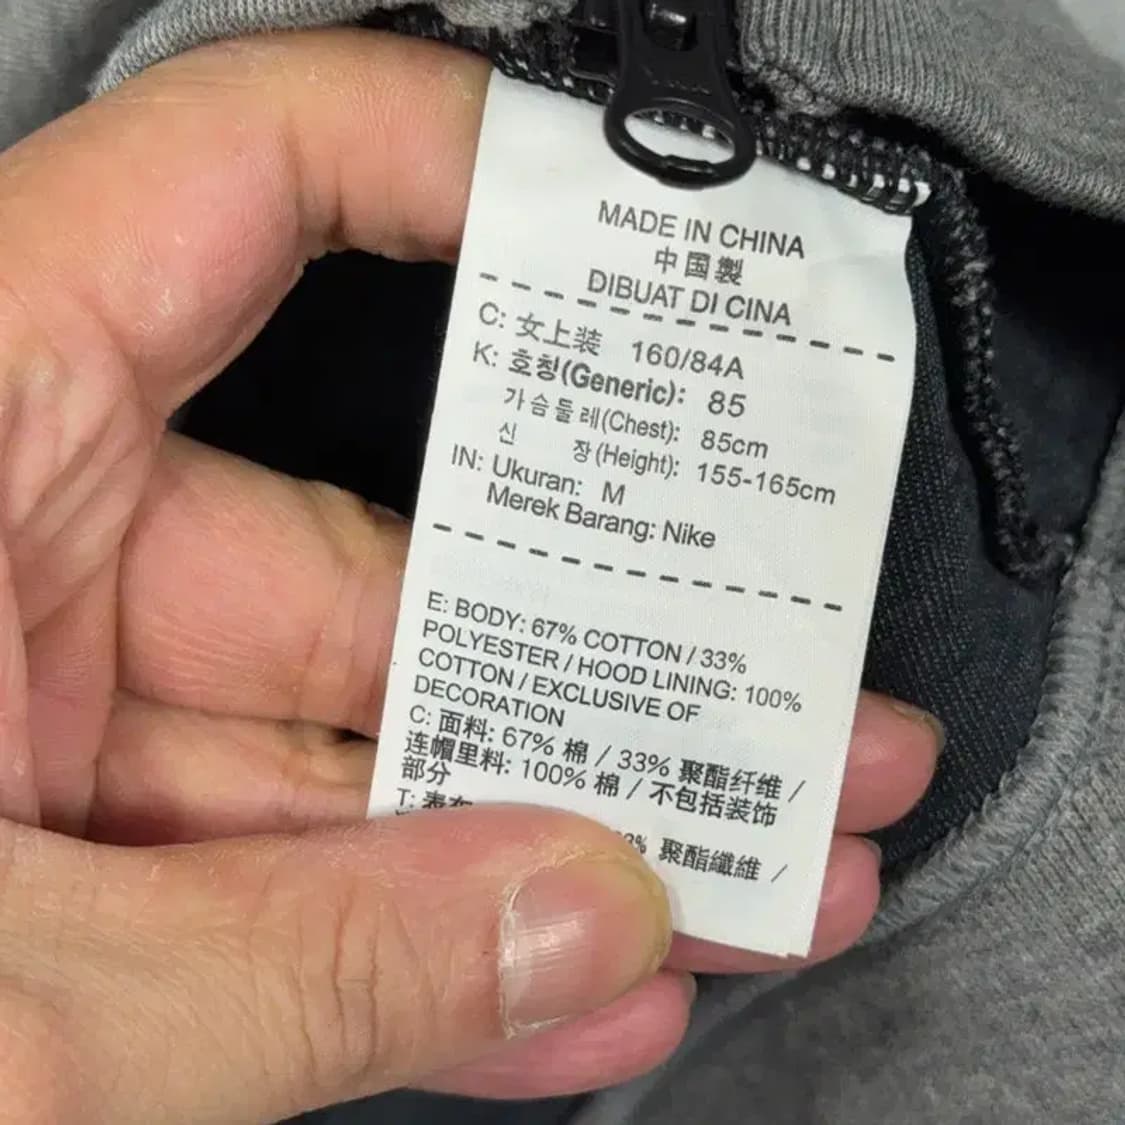 MADE IN CHINA
中国製
DIBUAT DI CINA
C: 女上装 160/84A
K: 호칭(Generic): 85
가슴둘레(Chest): 85cm
신 장(Height): 155-165cm
IN: Ukuran: M
Merek Barang: Nike
E: BODY: 67% COTTON / 33%
POLYESTER / HOOD LINING: 100%
COTTON / EXCLUSIVE OF
DECORATION
C: 面料: 67% 棉 / 33% 聚酯纤维 /
连帽里料: 100% 棉 / 不包括装饰
部分
T: 表布 聚酯纖維 /